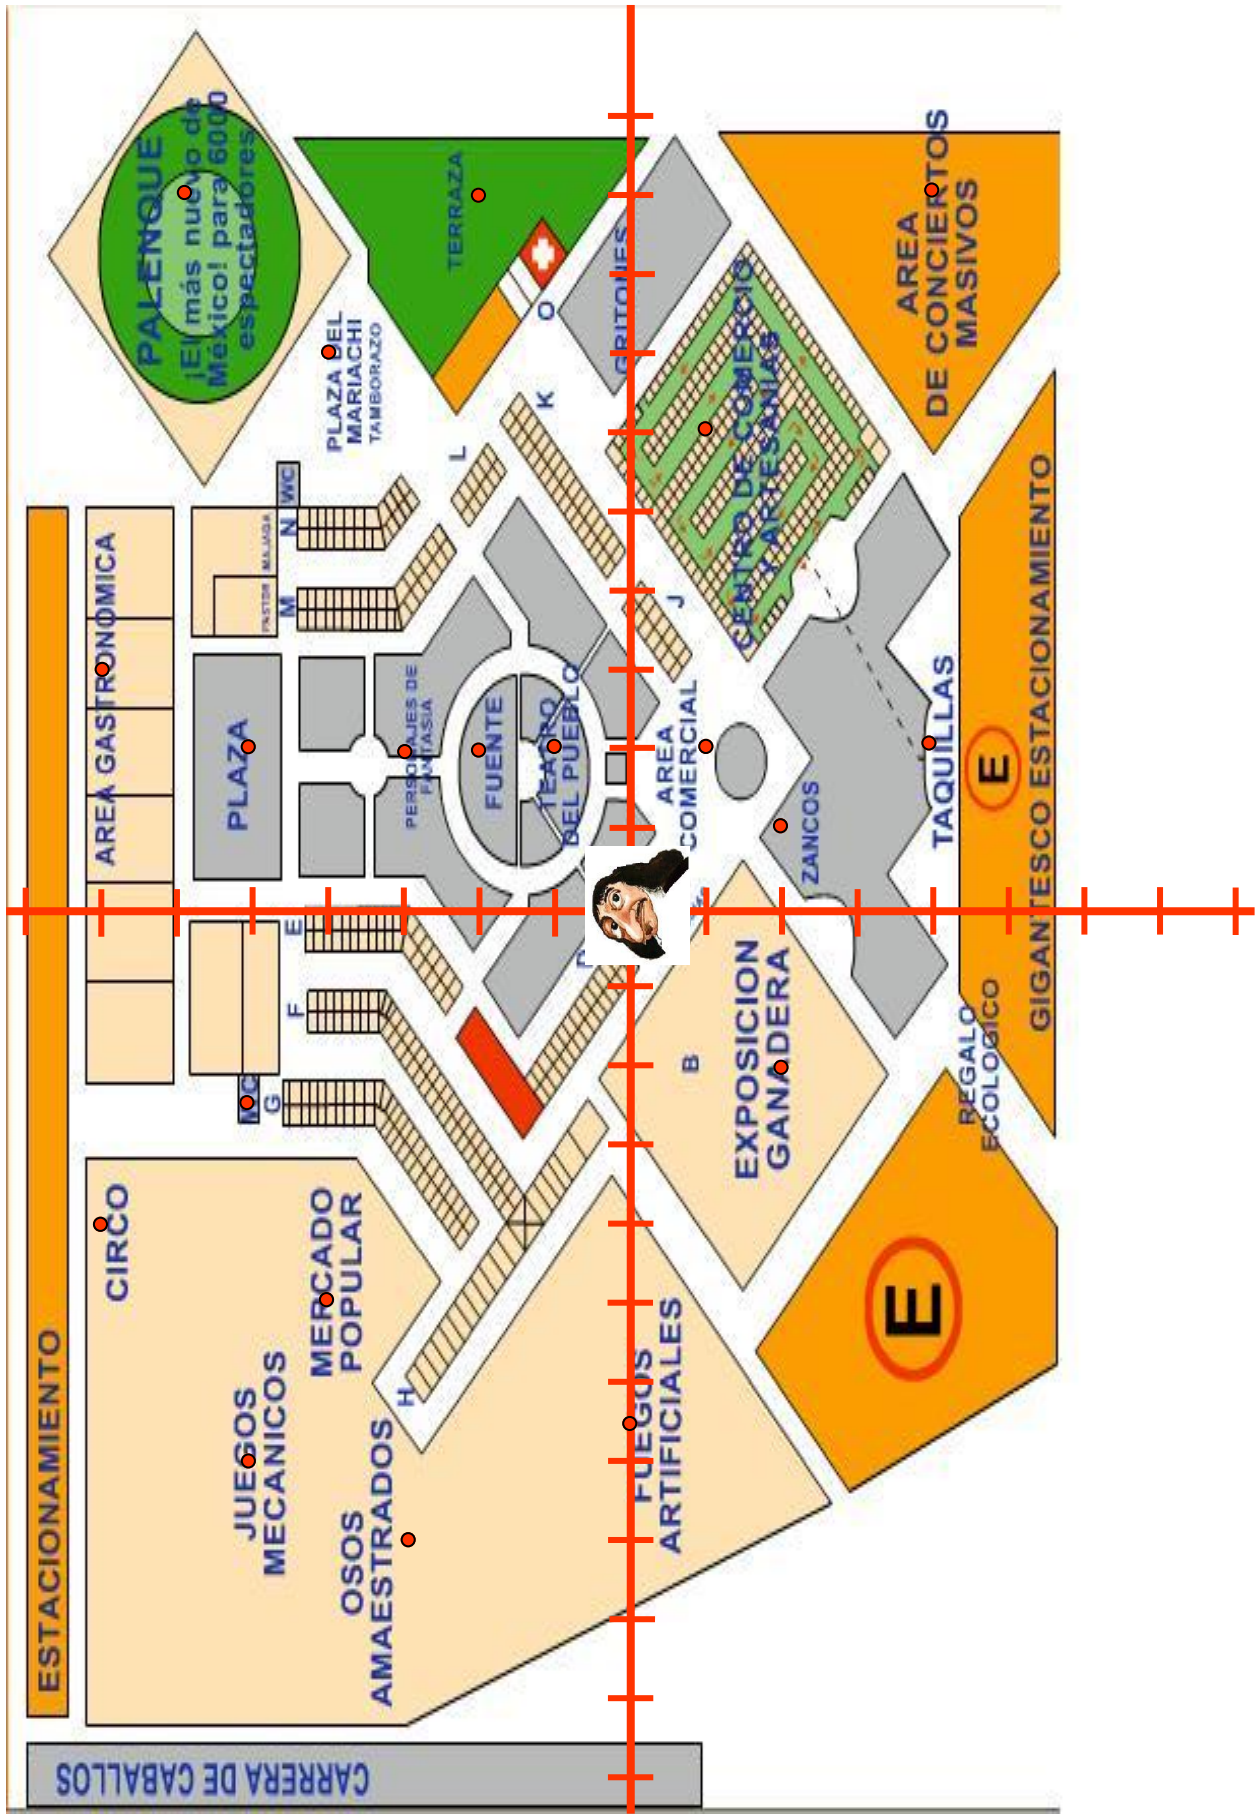 PALENQUE
¡El más nuevo de
México! para 6000
espectadores
TERRAZA
PLAZA DEL
MARIACHI
TAMBORAZO
O
GRITONES
AREA
DE CONCIERTOS
MASIVOS
K
L
WC
N
MALAGA
PASTOR
M
J
CENTRO DE COMERCIO
Y ARTESANIAS
AREA GASTRONOMICA
PLAZA
PERSONAJES DE
FANTASIA
FUENTE
TEATRO
DEL PUEBLO
AREA
COMERCIAL
ZANCOS
TAQUILLAS
E
GIGANTESCO ESTACIONAMIENTO
E
F
G
WC
B
EXPOSICION
GANADERA
REGALO
ECOLOGICO
CIRCO
MERCADO
POPULAR
H
JUEGOS
MECANICOS
OSOS
AMAESTRADOS
FUEGOS
ARTIFICIALES
E
ESTACIONAMIENTO
CARRERA DE CABALLOS